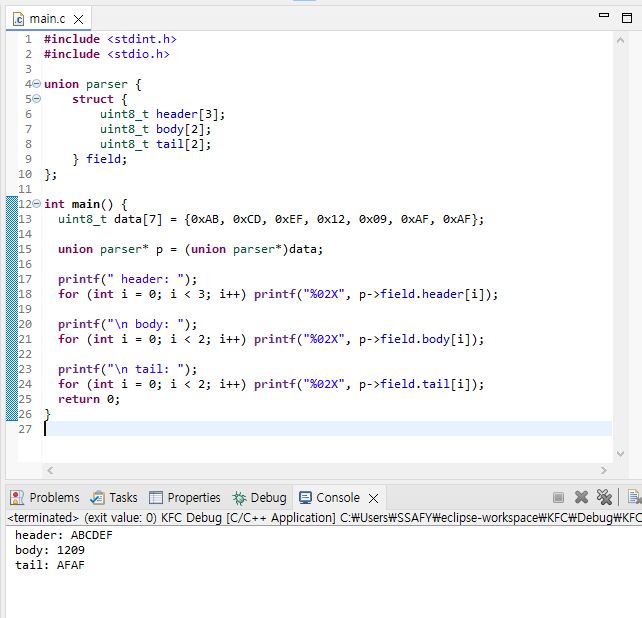 main.c
1 #include <stdint.h>
2 #include <stdio.h>
3
4 union parser {
5     struct {
6         uint8_t header[3];
7         uint8_t body[2];
8         uint8_t tail[2];
9     } field;
10 };
11
12 int main() {
13   uint8_t data[7] = {0xAB, 0xCD, 0xEF, 0x12, 0x09, 0xAF, 0xAF};
14
15   union parser* p = (union parser*)data;
16
17   printf(" header: ");
18   for (int i = 0; i < 3; i++) printf("%02X", p->field.header[i]);
19
20   printf("\n body: ");
21   for (int i = 0; i < 2; i++) printf("%02X", p->field.body[i]);
22
23   printf("\n tail: ");
24   for (int i = 0; i < 2; i++) printf("%02X", p->field.tail[i]);
25   return 0;
26 }
27
Problems Tasks Properties Debug Console
<terminated> (exit value: 0) KFC Debug [C/C++ Application] C:₩Users₩SSAFY₩eclipse-workspace₩KFC₩Debug₩KFC
header: ABCDEF
body: 1209
tail: AFAF